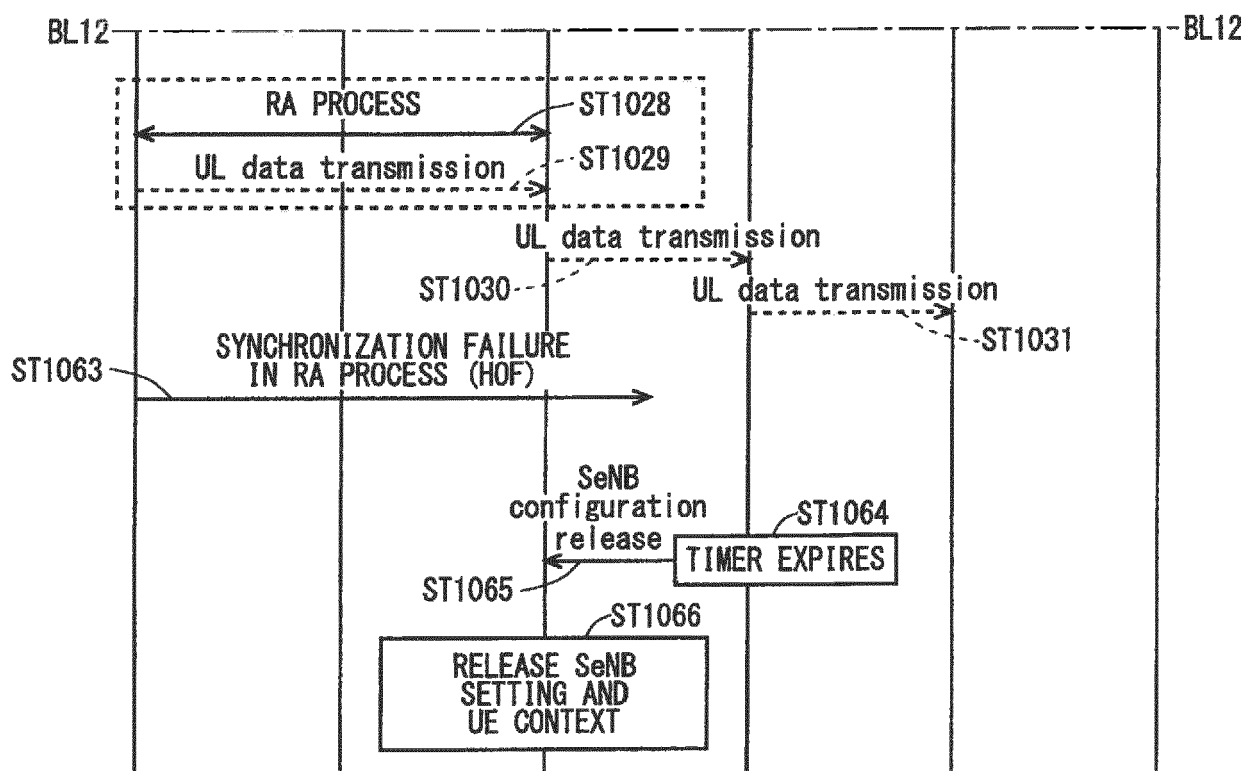 BL12
BL12
RA PROCESS
ST1028
UL data transmission
ST1029
UL data transmission
ST1030
UL data transmission
ST1031
SYNCHRONIZATION FAILURE
IN RA PROCESS (HOF)
ST1063
SeNB
configuration
release
ST1064
TIMER EXPIRES
ST1065
ST1066
RELEASE SeNB
SETTING AND
UE CONTEXT